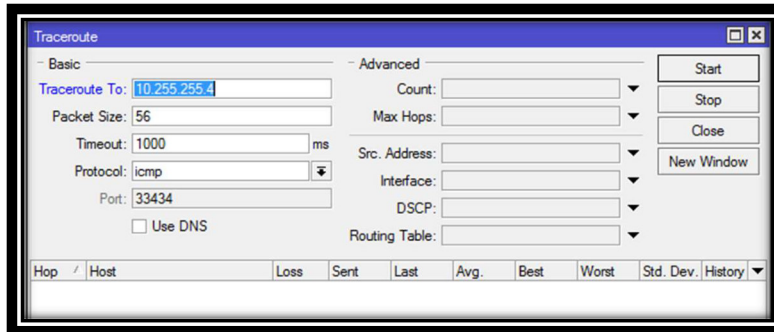 Traceroute
Basic
Traceroute To: 10.255.255.4
Packet Size: 56
Timeout: 1000 ms
Protocol: icmp
Port: 33434
Use DNS
Advanced
Count:
Max Hops:
Src. Address:
Interface:
DSCP:
Routing Table:
Start
Stop
Close
New Window
Hop / Host Loss Sent Last Avg. Best Worst Std. Dev. History